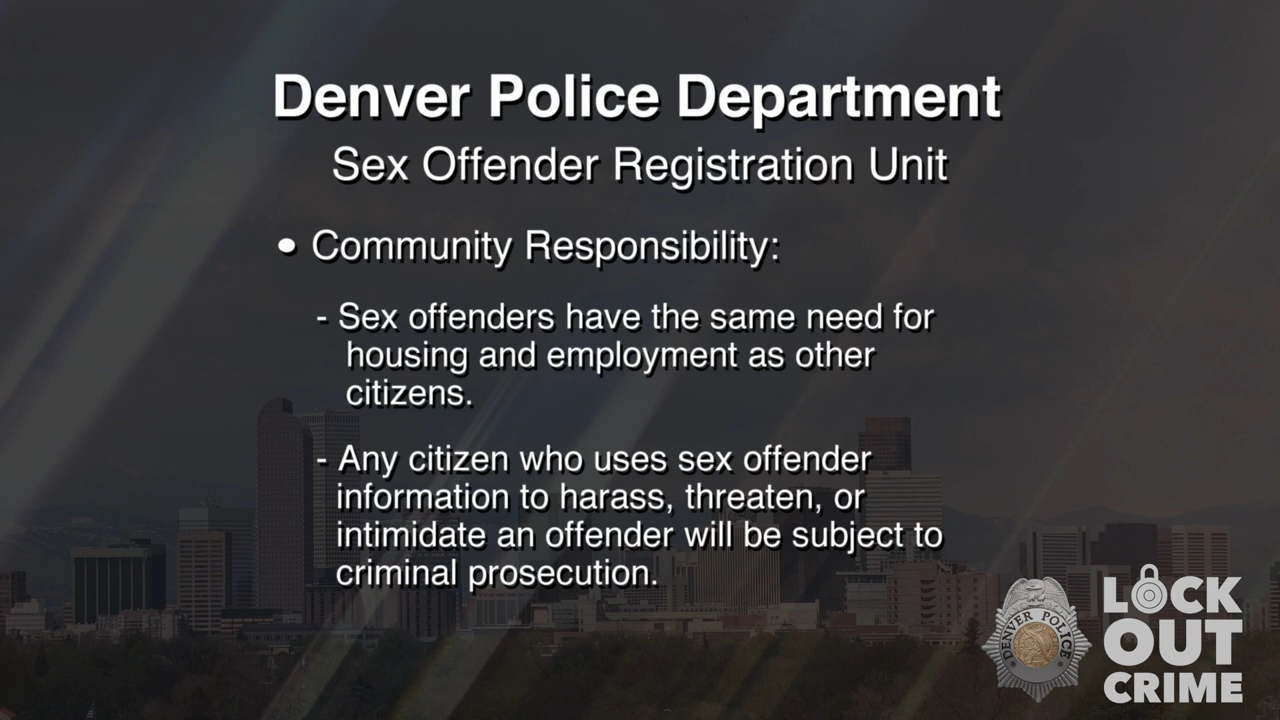 Denver Police Department
Sex Offender Registration Unit
• Community Responsibility:
- Sex offenders have the same need for
housing and employment as other
citizens.
- Any citizen who uses sex offender
information to harass, threaten, or
intimidate an offender will be subject to
criminal prosecution.
DENVER POLICE
LOCK
OUT
CRIME